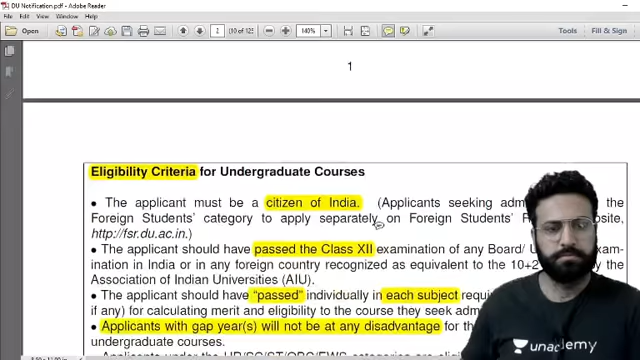 DU Notification.pdf - Adobe Reader
File Edit View Window Help
Open 2 (10 of 12 140% Tools Fill & Sign
1
Eligibility Criteria for Undergraduate Courses
• The applicant must be a citizen of India. (Applicants seeking the
Foreign Students' category to apply separately on Foreign Students'
http://fsr.du.ac.in.)
• The applicant should have passed the Class XII examination of any Board/
ination in India or in any foreign country recognized as equivalent to the 10+2 by the
Association of Indian Universities (AIU).
• The applicant should have "passed" individually in each subject
if any) for calculating merit and eligibility to the course they seek
• Applicants with gap year(s) will not be at any disadvantage for
undergraduate courses.
unacademy